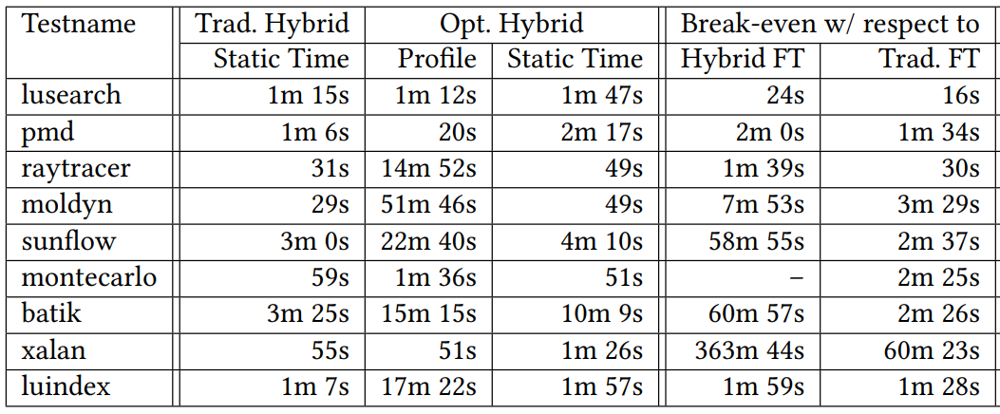 Testname Trad. Hybrid Opt. Hybrid Break-even w/ respect to
Static Time Profile Static Time Hybrid FT Trad. FT
lusearch 1m 15s 1m 12s 1m 47s 24s 16s
pmd 1m 6s 20s 2m 17s 2m 0s 1m 34s
raytracer 31s 14m 52s 49s 1m 39s 30s
moldyn 29s 51m 46s 49s 7m 53s 3m 29s
sunflow 3m 0s 22m 40s 4m 10s 58m 55s 2m 37s
montecarlo 59s 1m 36s 51s – 2m 25s
batik 3m 25s 15m 15s 10m 9s 60m 57s 2m 26s
xalan 55s 51s 1m 26s 363m 44s 60m 23s
luindex 1m 7s 17m 22s 1m 57s 1m 59s 1m 28s